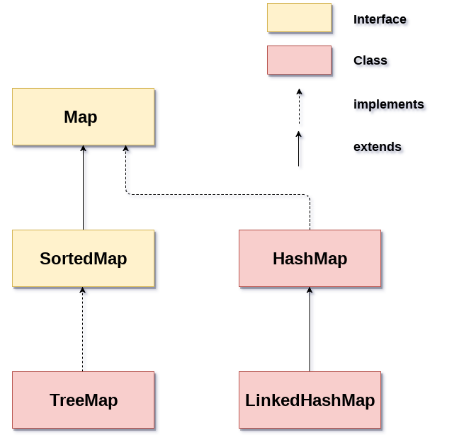 Interface
Class
implements
extends
Map
SortedMap
HashMap
TreeMap
LinkedHashMap